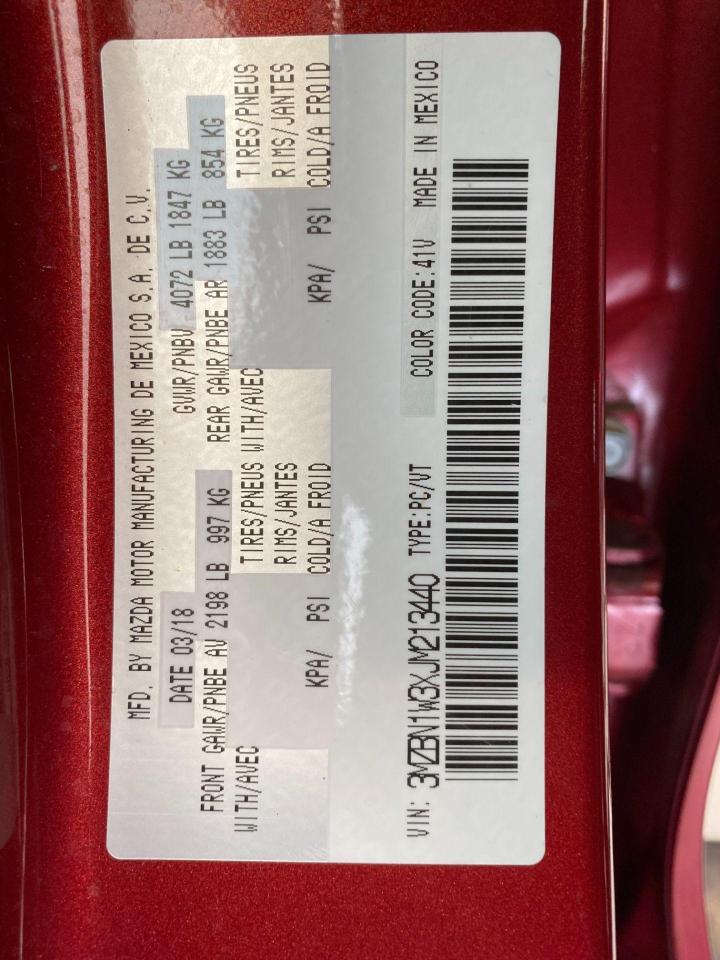 MFD. BY MAZDA MOTOR MANUFACTURING DE MEXICO S.A. DE C.V.
DATE 03/18 GVWR/PNBV 4072 LB 1847 KG
FRONT GAWR/PNBE AV 2198 LB 997 KG REAR GAWR/PNBE AR 1883 LB 854 KG
WITH/AVEC TIRES/PNEUS WITH/AVEC TIRES/PNEUS
RIMS/JANTES RIMS/JANTES
KPA/ PSI COLD/A FROID KPA/ PSI COLD/A FROID
VIN: 3MZBN1W3XJM213440 TYPE:PC/VT COLOR CODE:41V MADE IN MEXICO